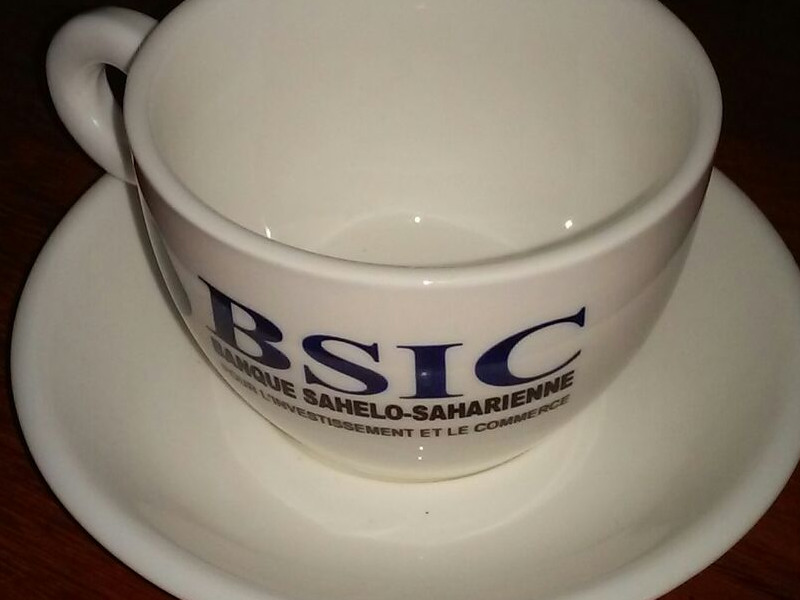 BSIC
BANQUE SAHELO-SAHARIENNE
POUR L'INVESTISSEMENT ET LE COMMERCE